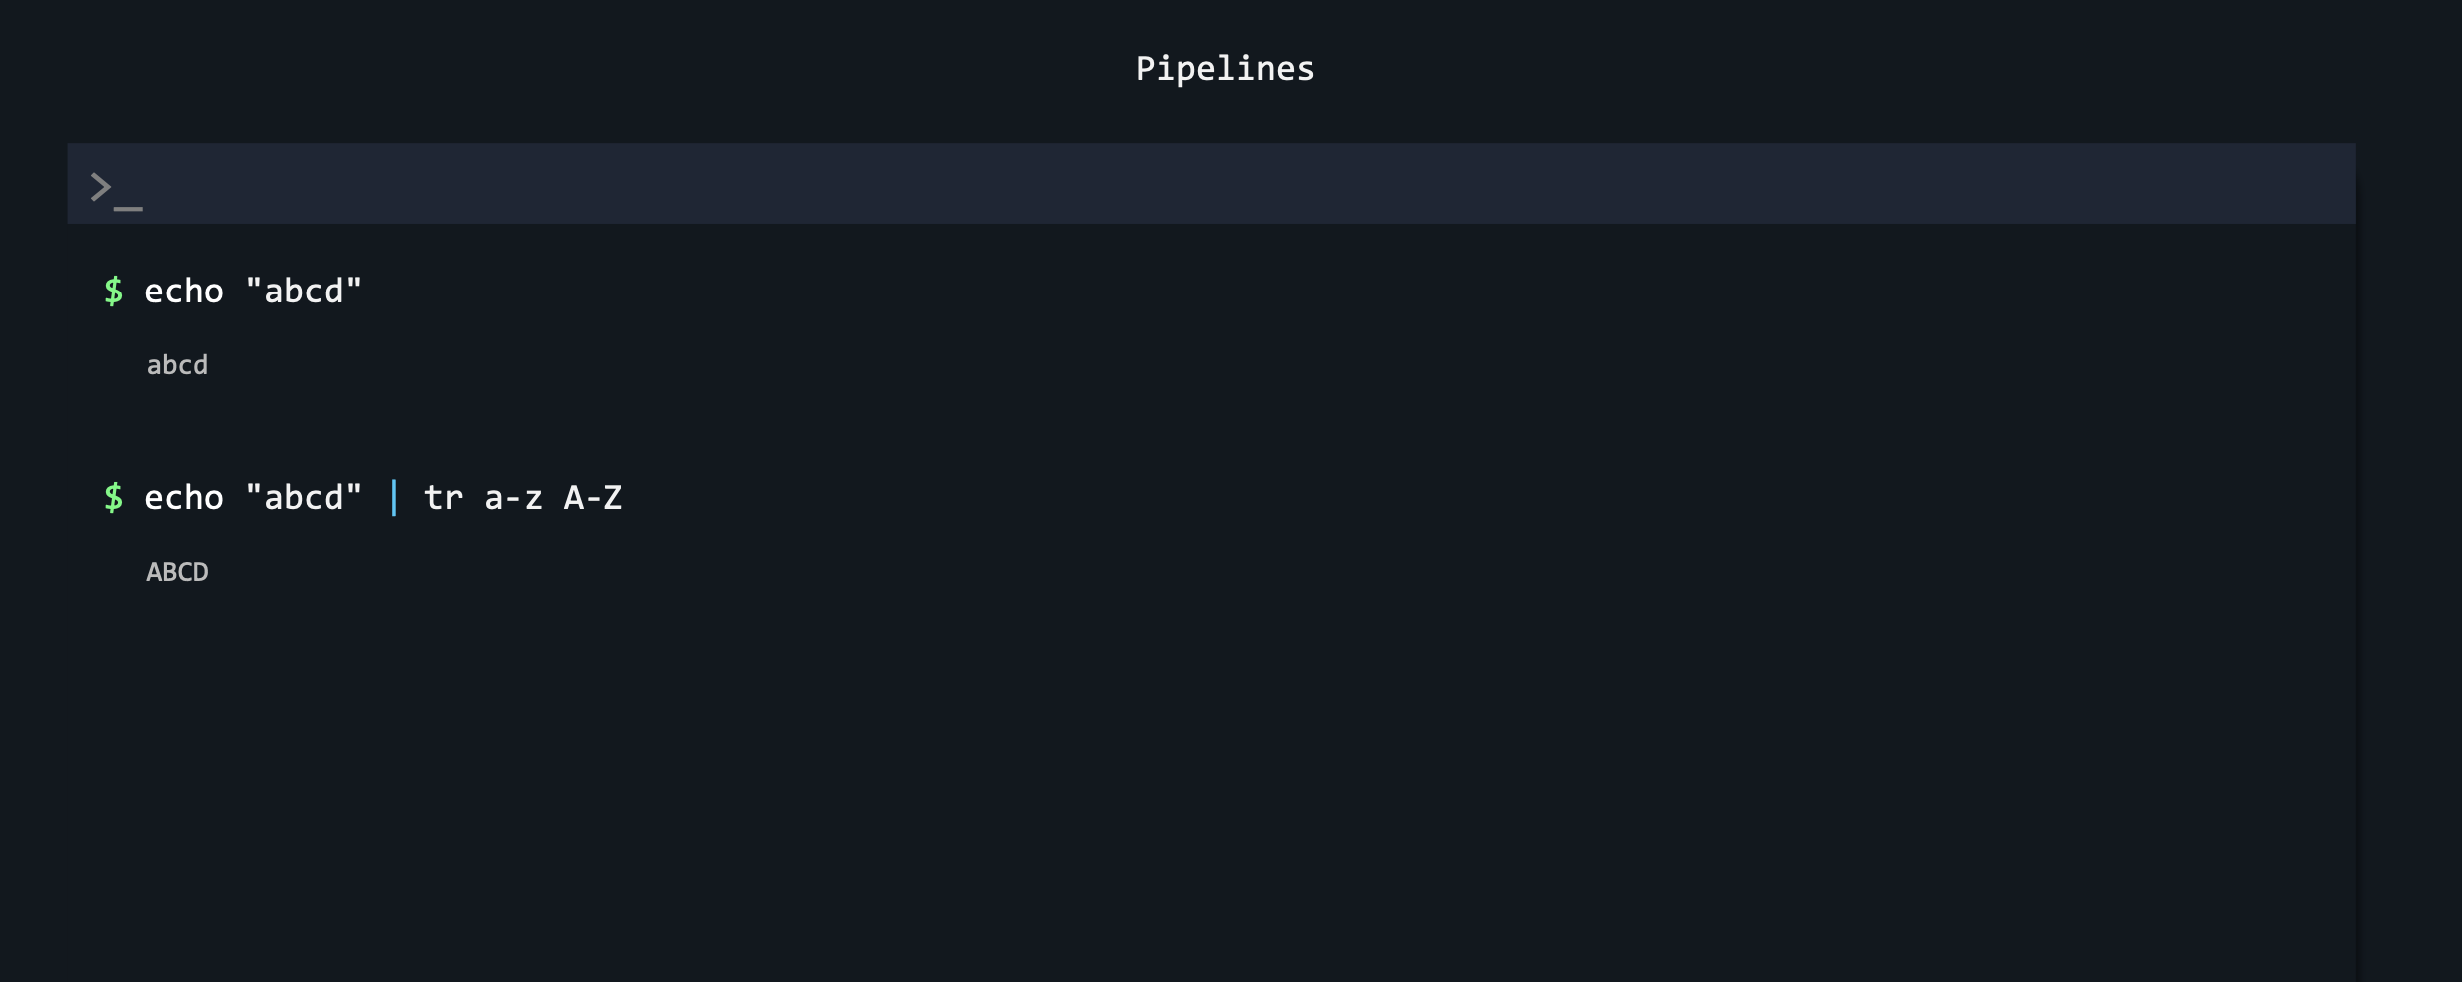 Pipelines
>_
$ echo "abcd"
abcd
$ echo "abcd" | tr a-z A-Z
ABCD